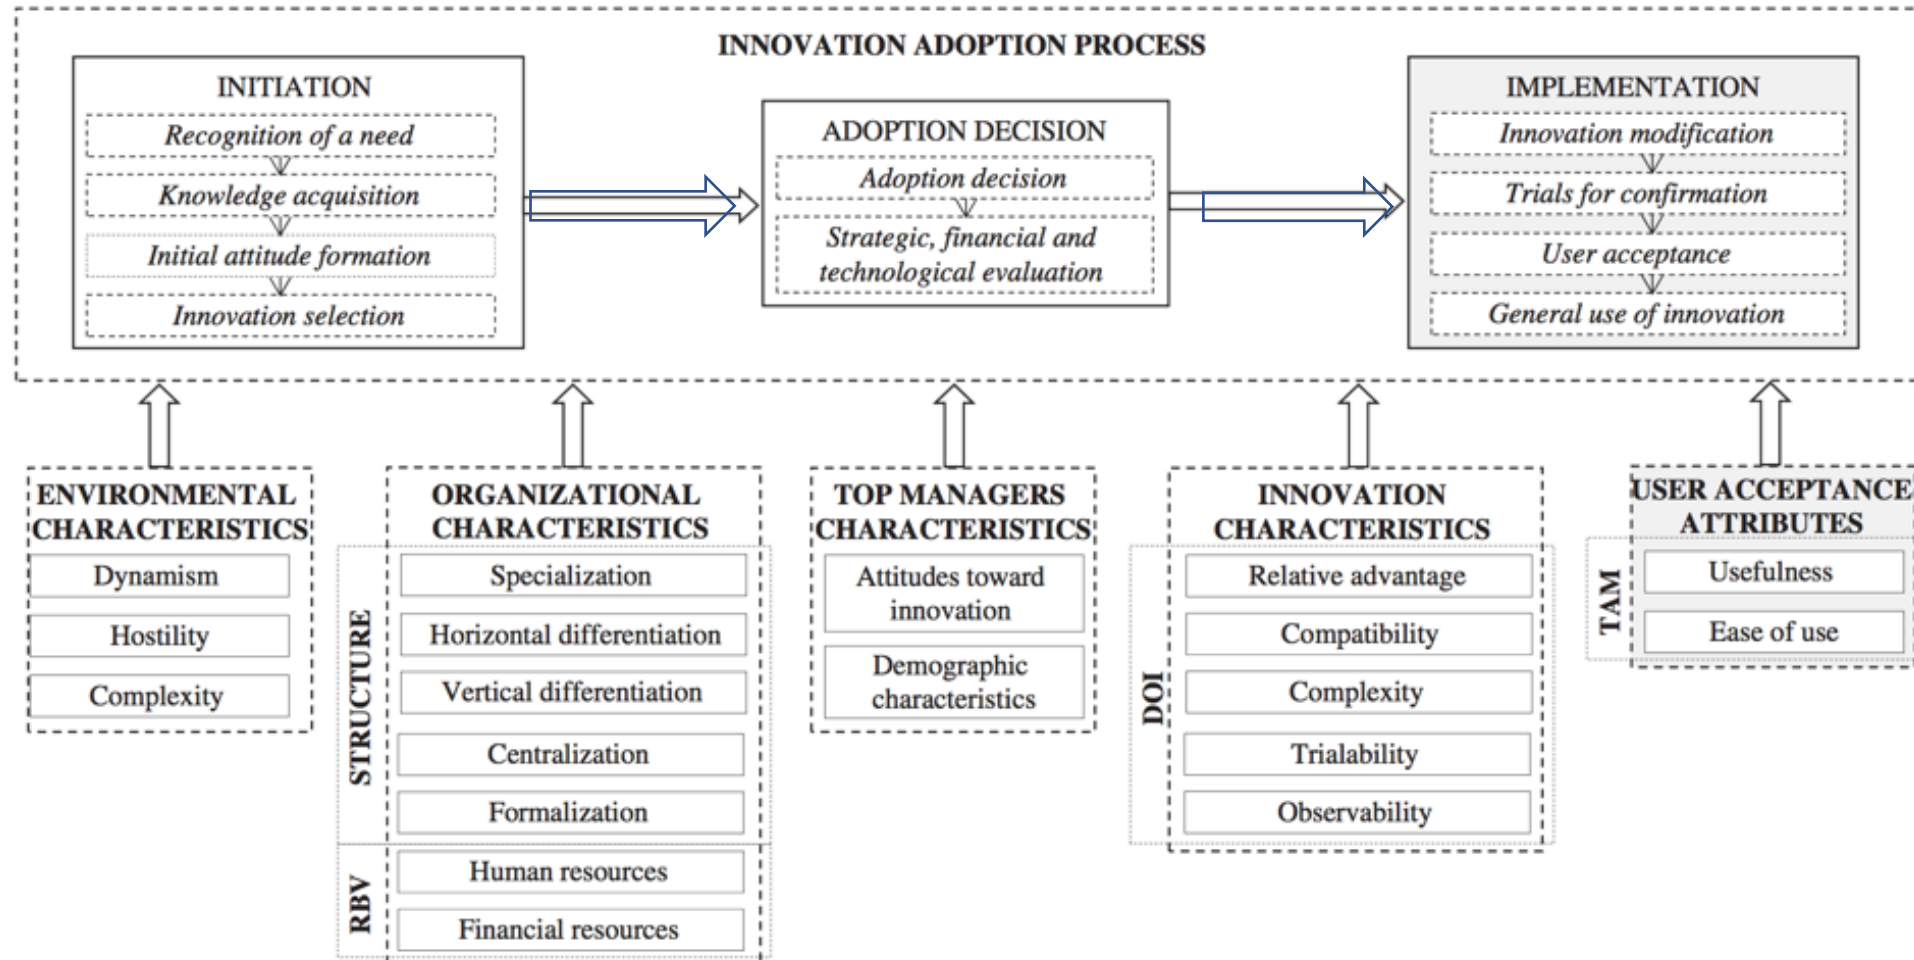 INNOVATION ADOPTION PROCESS
INITIATION
Recognition of a need
Knowledge acquisition
Initial attitude formation
Innovation selection
ADOPTION DECISION
Adoption decision
Strategic, financial and
technological evaluation
IMPLEMENTATION
Innovation modification
Trials for confirmation
User acceptance
General use of innovation
ENVIRONMENTAL
CHARACTERISTICS
Dynamism
Hostility
Complexity
ORGANIZATIONAL
CHARACTERISTICS
STRUCTURE
Specialization
Horizontal differentiation
Vertical differentiation
Centralization
Formalization
RBV
Human resources
Financial resources
TOP MANAGERS
CHARACTERISTICS
Attitudes toward
innovation
Demographic
characteristics
INNOVATION
CHARACTERISTICS
DOI
Relative advantage
Compatibility
Complexity
Trialability
Observability
USER ACCEPTANCE
ATTRIBUTES
TAM
Usefulness
Ease of use